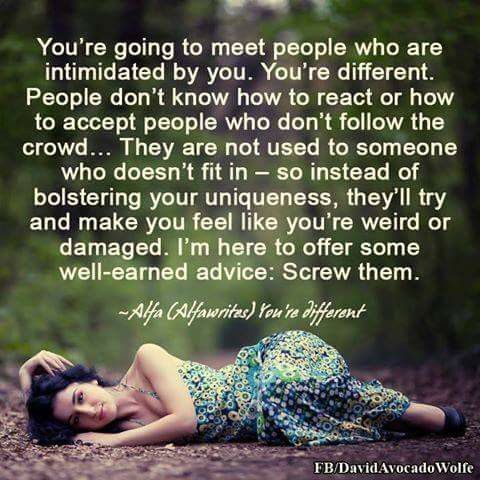 You're going to meet people who are
intimidated by you. You're different.
People don't know how to react or how
to accept people who don't follow the
crowd... They are not used to someone
who doesn't fit in – so instead of
bolstering your uniqueness, they'll try
and make you feel like you're weird or
damaged. I'm here to offer some
well-earned advice: Screw them.
~Alfa (Alfawrites) You're different
FB/DavidAvocadoWolfe